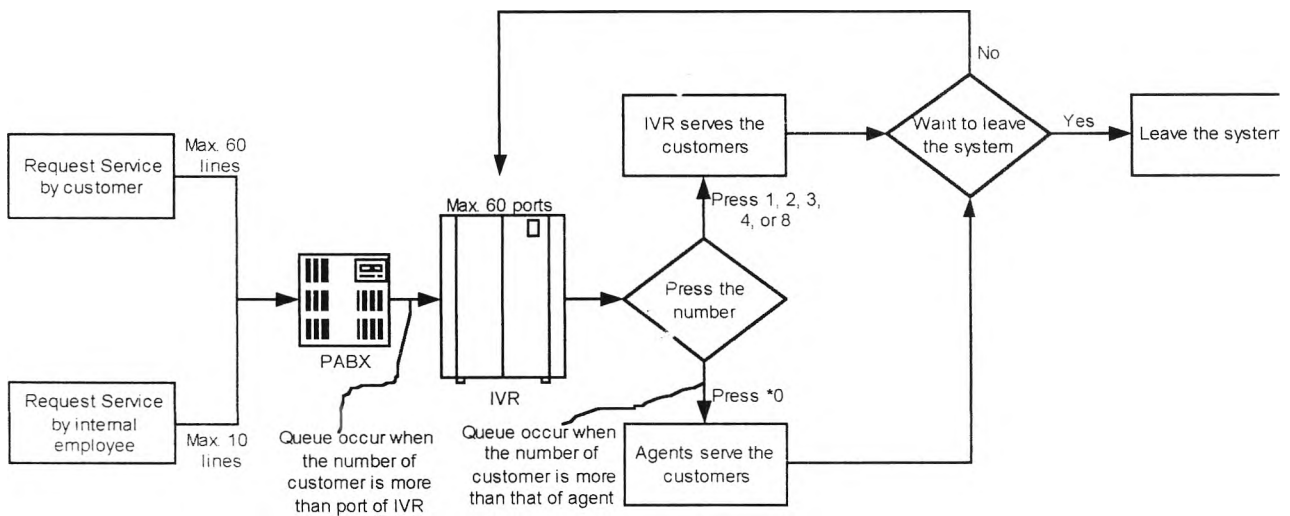 No
IVR serves the
customers
Want to leave
the system
Yes
Leave the system
Max. 60
lines
Request Service
by customer
Max. 60 ports
Press 1, 2, 3,
4, or 8
Press the
number
PABX
IVR
Press *0
Request Service
by internal
employee
Max. 10
lines
Queue occur when
the number of
customer is more
than port of IVR
Queue occur when
the number of
customer is more
than that of agent
Agents serve the
customers